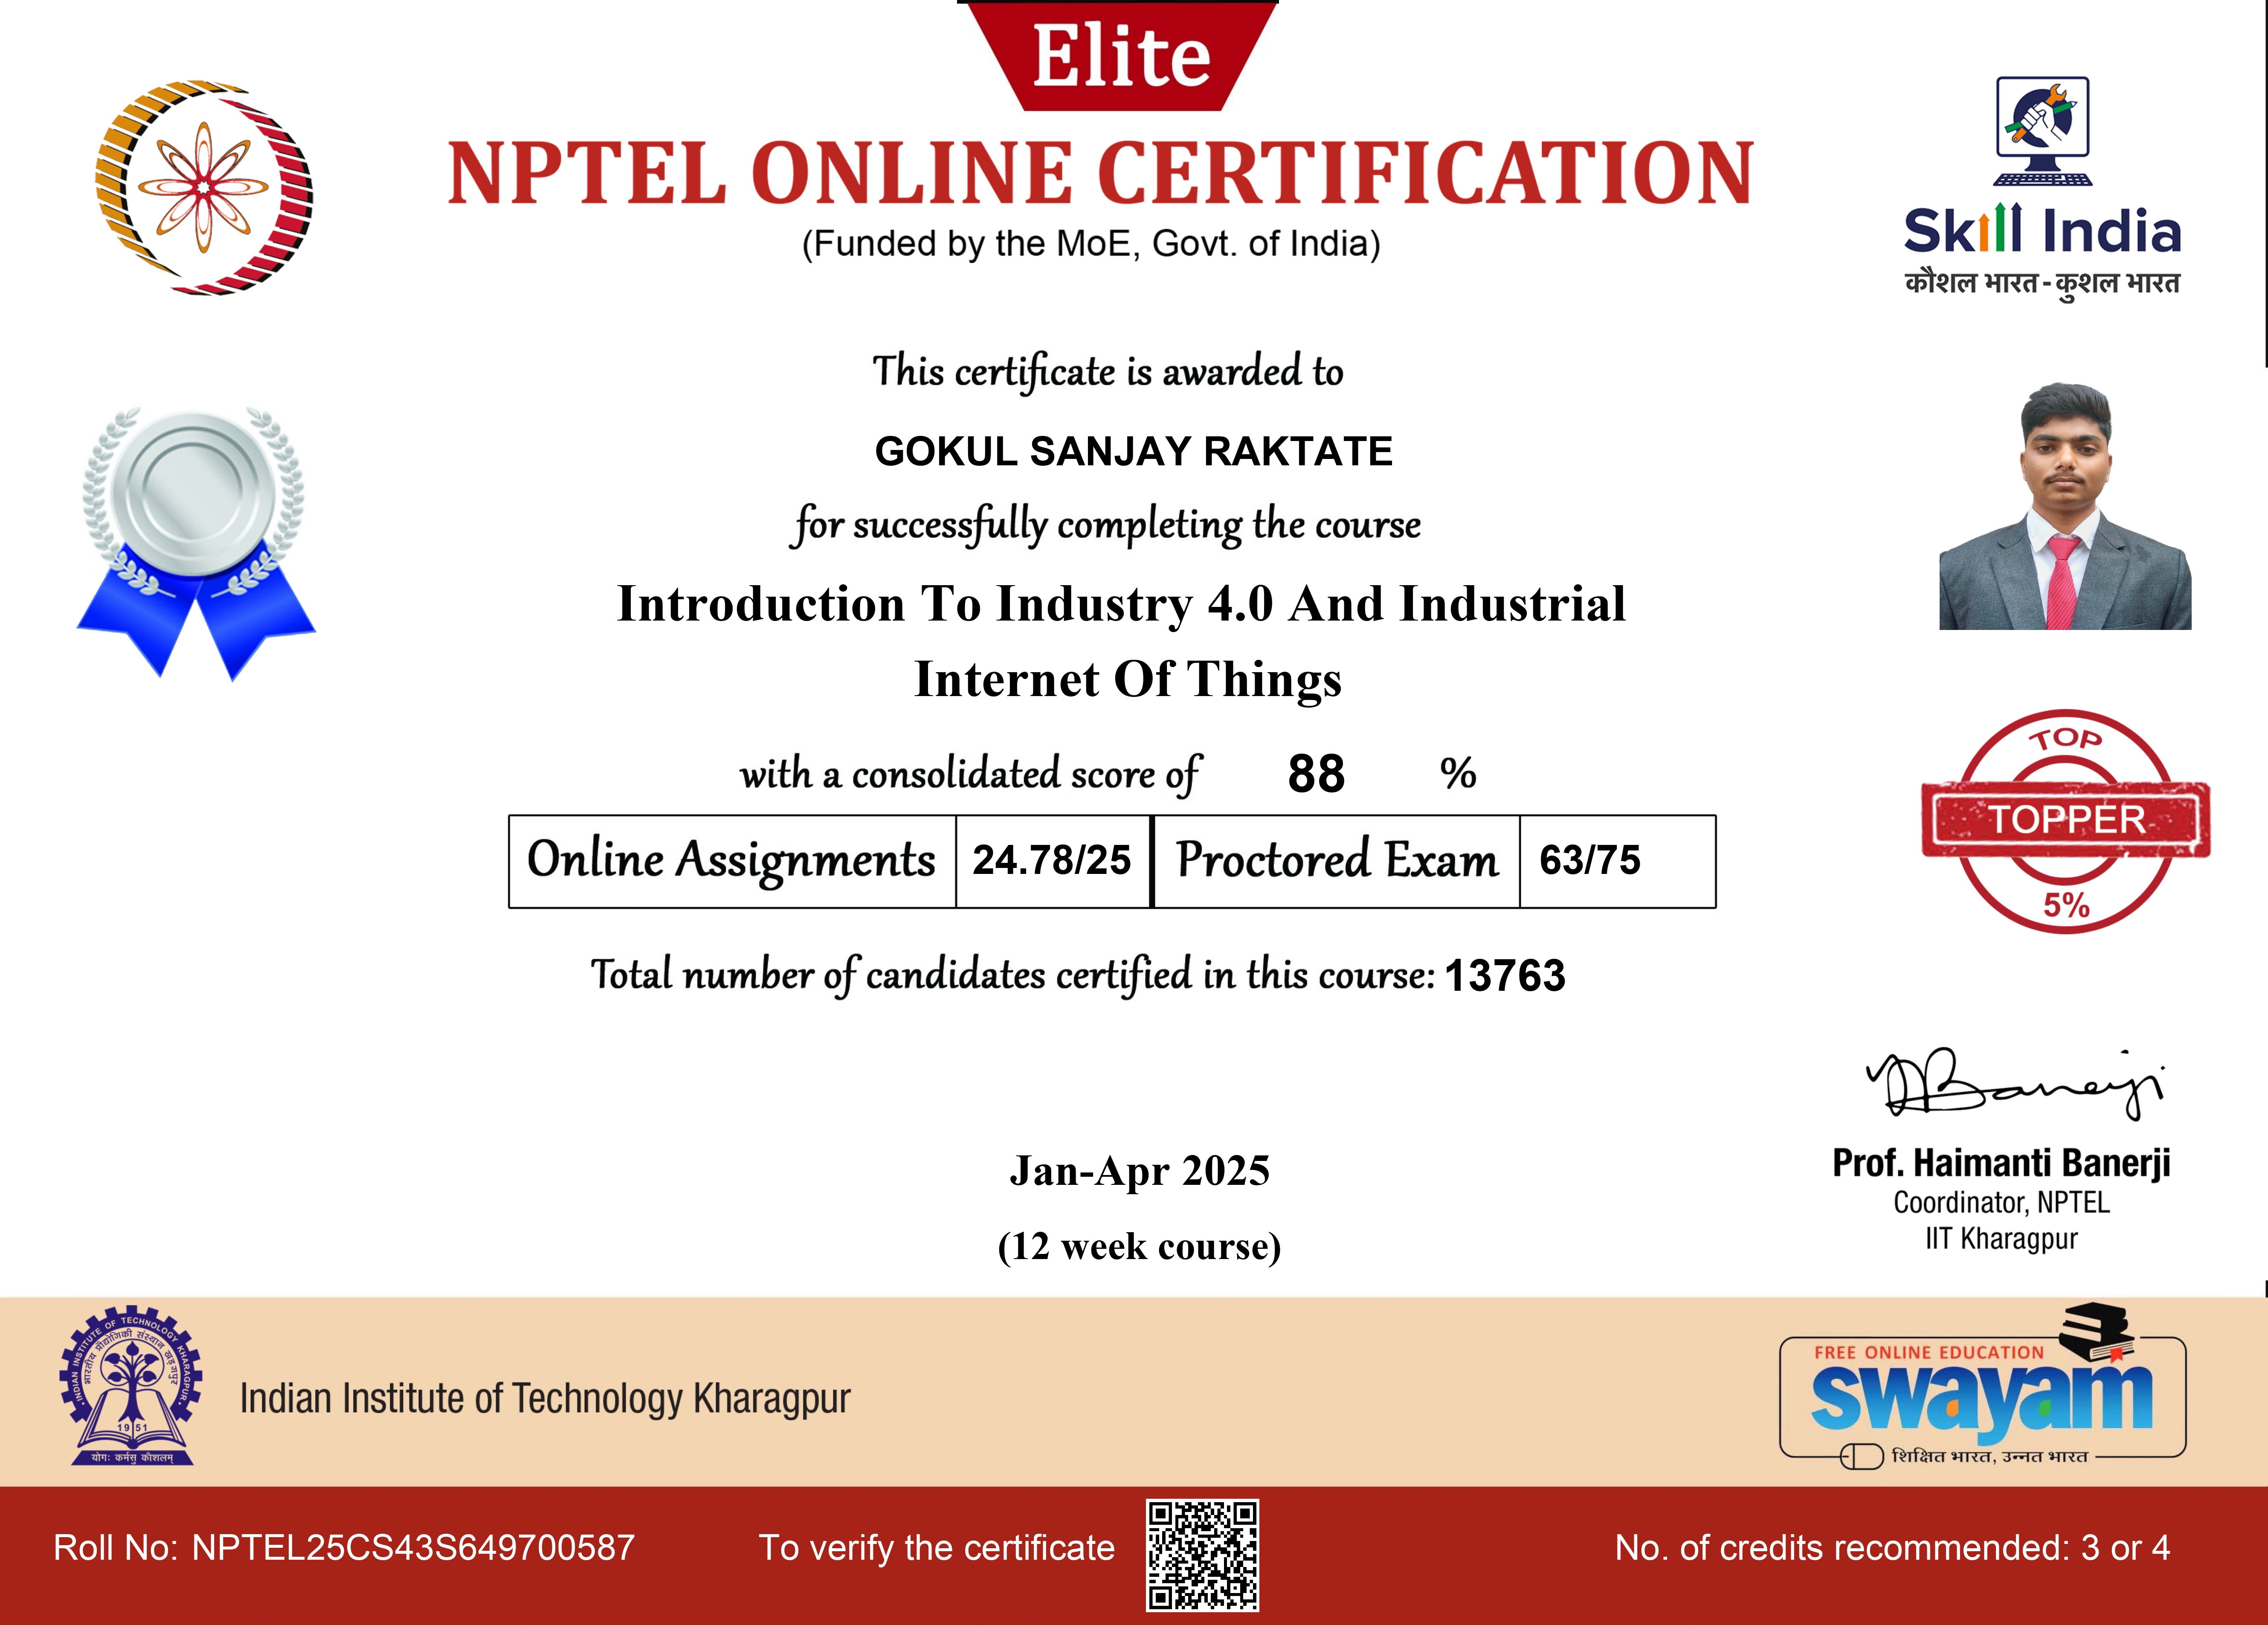 Elite
NPTEL ONLINE CERTIFICATION
(Funded by the MoE, Govt. of India)
Skill India
कौशल भारत - कुशल भारत
This certificate is awarded to
GOKUL SANJAY RAKTATE
for successfully completing the course
Introduction To Industry 4.0 And Industrial
Internet Of Things
with a consolidated score of 88 %
Online Assignments 24.78/25 Proctored Exam 63/75
TOP
TOPPER
5%
Total number of candidates certified in this course: 13763
Banerji
Prof. Haimanti Banerji
Coordinator, NPTEL
IIT Kharagpur
Jan-Apr 2025
(12 week course)
INDIAN INSTITUTE OF TECHNOLOGY KHARAGPUR
भारतीय प्रौद्योगिकी संस्थान खड़गपुर
1951
योगः कर्मसु कौशलम्
Indian Institute of Technology Kharagpur
FREE ONLINE EDUCATION
swayam
शिक्षित भारत, उन्नत भारत
Roll No: NPTEL25CS43S649700587
To verify the certificate
No. of credits recommended: 3 or 4